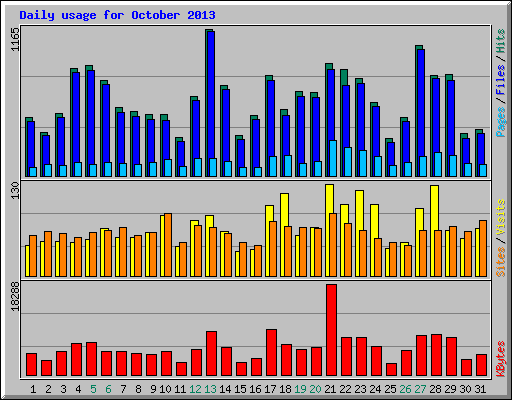 Daily usage for October 2013
1165
Pages / Files / Hits
130
Sites / Visits
18288
KBytes
1 2 3 4 5 6 7 8 9 10 11 12 13 14 15 16 17 18 19 20 21 22 23 24 25 26 27 28 29 30 31